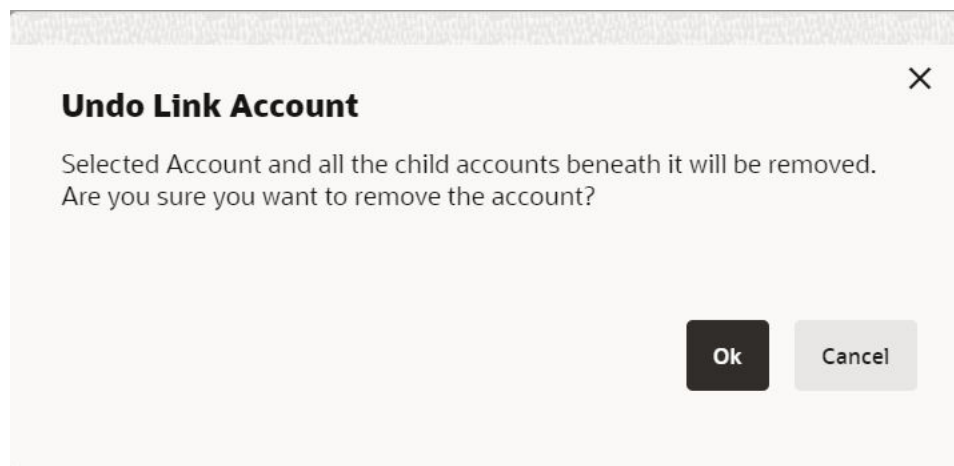 Undo Link Account
Selected Account and all the child accounts beneath it will be removed.
Are you sure you want to remove the account?
Ok
Cancel